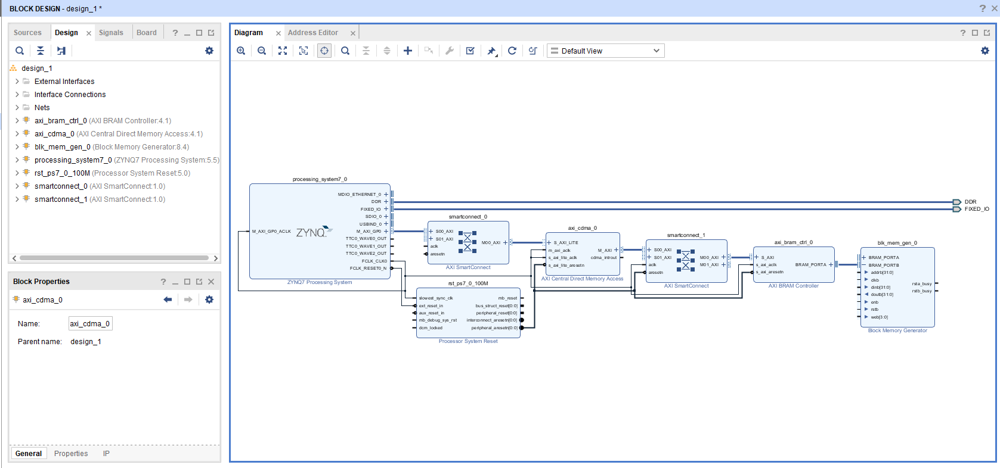 BLOCK DESIGN - design_1 *
Sources Design Signals Board
design_1
External Interfaces
Interface Connections
Nets
axi_bram_ctrl_0 (AXI BRAM Controller:4.1)
axi_cdma_0 (AXI Central Direct Memory Access:4.1)
blk_mem_gen_0 (Block Memory Generator:8.4)
processing_system7_0 (ZYNQ7 Processing System:5.5)
rst_ps7_0_100M (Processor System Reset:5.0)
smartconnect_0 (AXI SmartConnect:1.0)
smartconnect_1 (AXI SmartConnect:1.0)
Block Properties
axi_cdma_0
Name: axi_cdma_0
Parent name: design_1
General Properties IP
Diagram Address Editor
Default View
processing_system7_0
MDIO_ETHERNET_0
DDR
FIXED_IO
SDIO_0
USBIND_0
M_AXI_GP0
TTC0_WAVE0_OUT
TTC0_WAVE1_OUT
TTC0_WAVE2_OUT
FCLK_CLK0
FCLK_RESET0_N
M_AXI_GP0_ACLK
ZYNQ
ZYNQ7 Processing System
smartconnect_0
S00_AXI
S01_AXI
aclk
aresetn
M00_AXI
AXI SmartConnect
rst_ps7_0_100M
slowest_sync_clk
ext_reset_in
aux_reset_in
mb_debug_sys_rst
dcm_locked
mb_reset
bus_struct_reset[0:0]
peripheral_reset[0:0]
interconnect_aresetn[0:0]
peripheral_aresetn[0:0]
Processor System Reset
axi_cdma_0
S_AXI_LITE
m_axi_aclk
s_axi_lite_aclk
s_axi_lite_aresetn
M_AXI
cdma_introut
AXI Central Direct Memory Access
smartconnect_1
S00_AXI
S01_AXI
aclk
aresetn
M00_AXI
M01_AXI
AXI SmartConnect
axi_bram_ctrl_0
S_AXI
s_axi_aclk
s_axi_aresetn
BRAM_PORTA
AXI BRAM Controller
blk_mem_gen_0
BRAM_PORTA
BRAM_PORTB
addrb[31:0]
clkb
dinb[31:0]
doutb[31:0]
enb
rstb
web[3:0]
rsta_busy
rstb_busy
Block Memory Generator
DDR
FIXED_IO